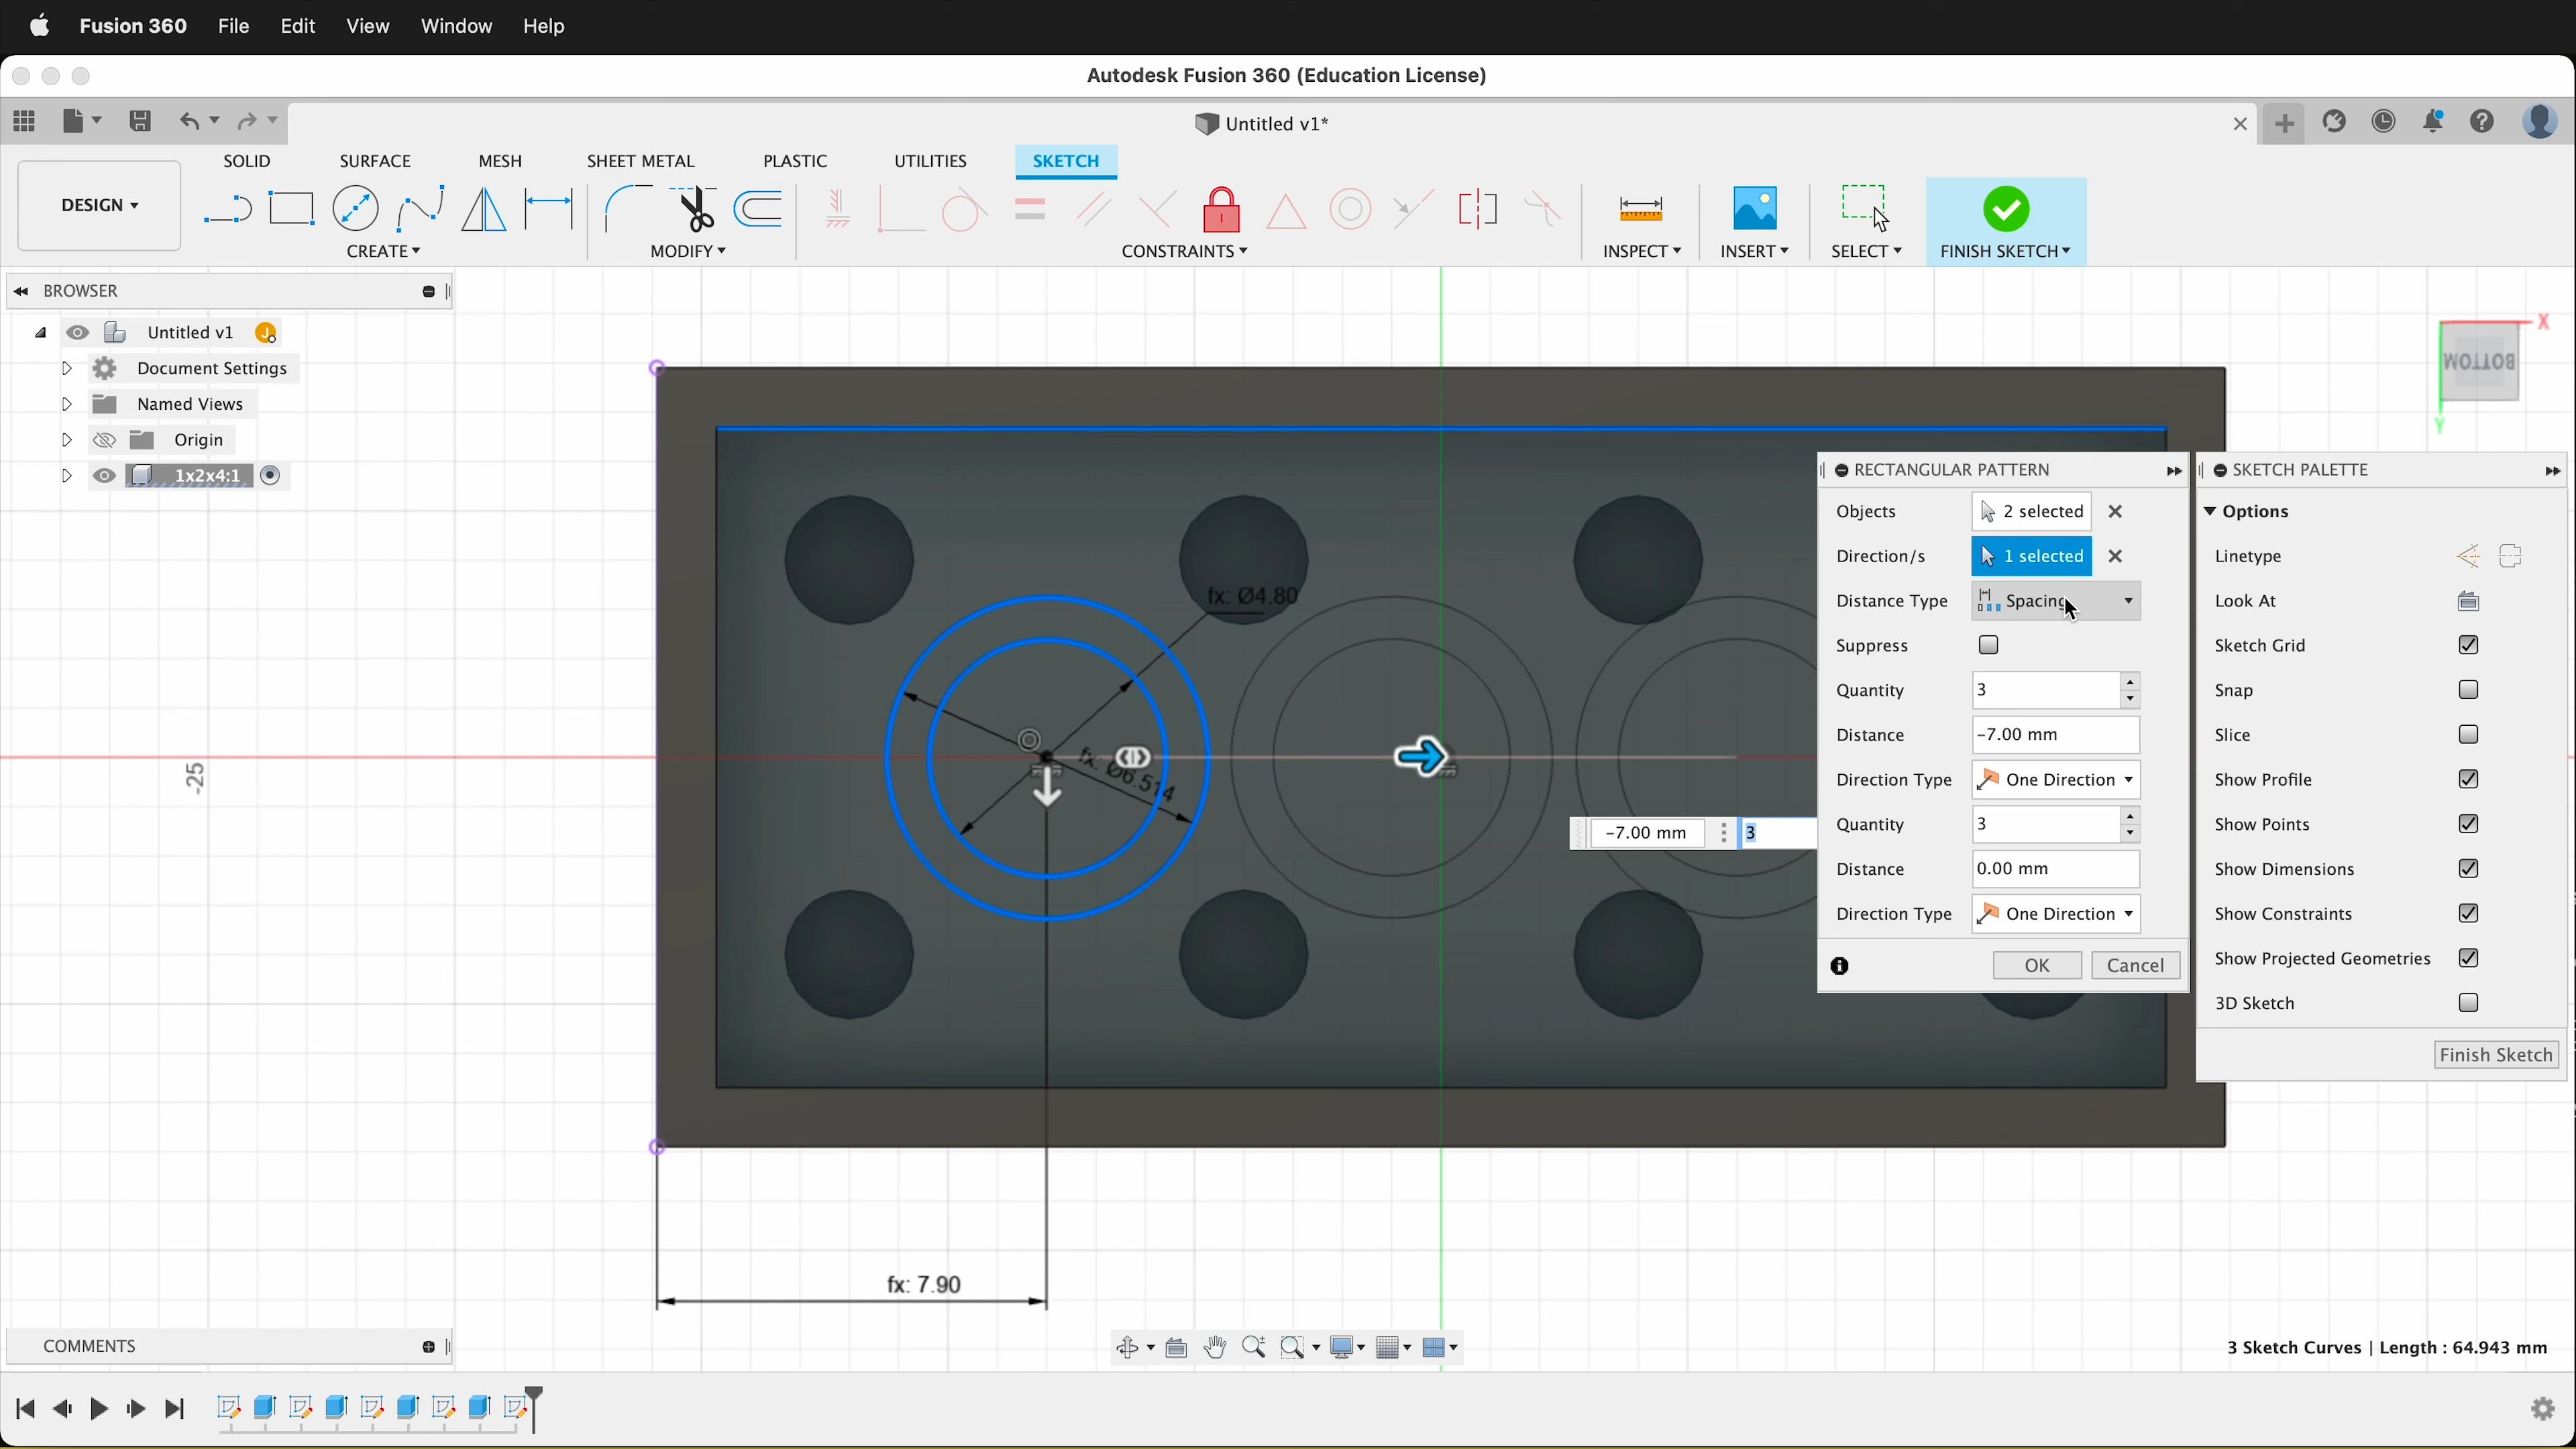 Fusion 360 File Edit View Window Help
Autodesk Fusion 360 (Education License)
Untitled v1*
SOLID SURFACE MESH SHEET METAL PLASTIC UTILITIES SKETCH
DESIGN
CREATE MODIFY CONSTRAINTS INSPECT INSERT SELECT FINISH SKETCH
BROWSER
Untitled v1
Document Settings
Named Views
Origin
1x2x4:1
X
BOTTOM
Y
-25
fx: Ø4.80
fx: Ø6.514
-7.00 mm 3
fx: 7.90
RECTANGULAR PATTERN
Objects 2 selected
Direction/s 1 selected
Distance Type Spacing
Suppress
Quantity 3
Distance -7.00 mm
Direction Type One Direction
Quantity 3
Distance 0.00 mm
Direction Type One Direction
OK Cancel
SKETCH PALETTE
Options
Linetype
Look At
Sketch Grid
Snap
Slice
Show Profile
Show Points
Show Dimensions
Show Constraints
Show Projected Geometries
3D Sketch
Finish Sketch
COMMENTS
3 Sketch Curves | Length : 64.943 mm